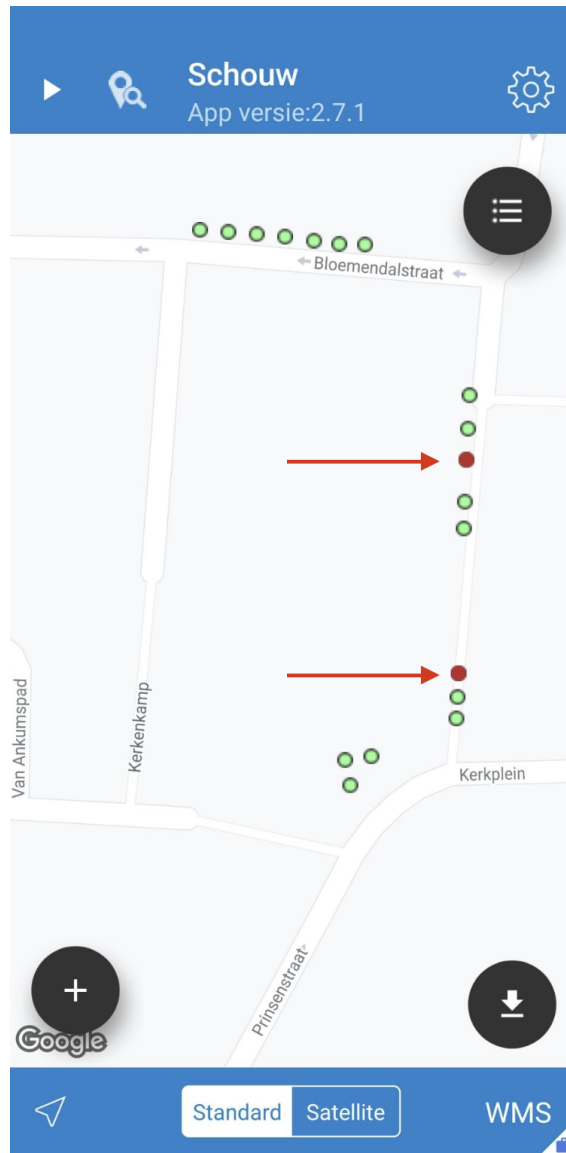 Schouw
App versie:2.7.1
Bloemendalstraat
Van Ankumspad
Kerkenkamp
Kerkplein
Prinsenstraat
Google
Standard
Satellite
WMS